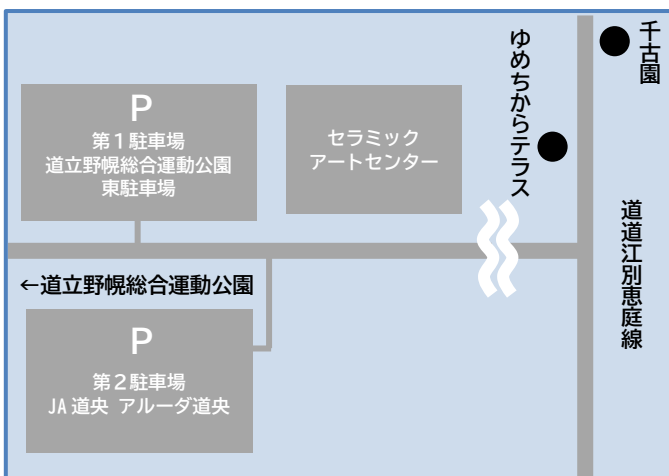 千古園
ゆめちからテラス
P
第１駐車場
道立野幌総合運動公園
東駐車場
セラミック
アートセンター
道道江別恵庭線
←道立野幌総合運動公園
P
第２駐車場
JA 道央 アルーダ道央